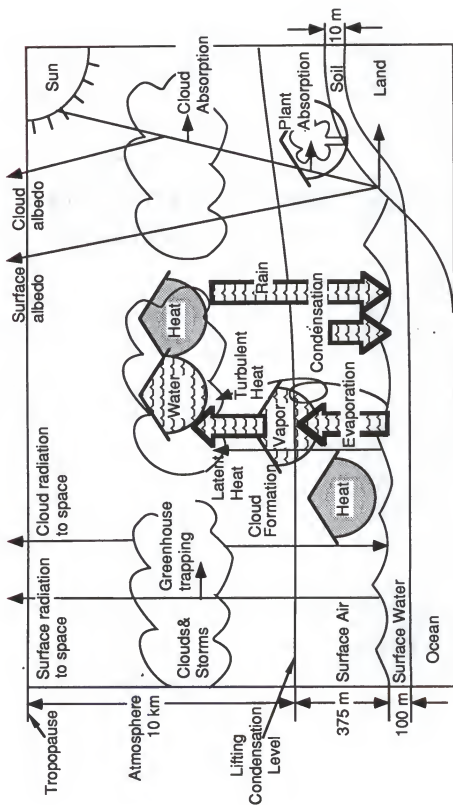 Tropopause
Atmosphere
10 km
Lifting
Condensation
Level
375 m
100 m
Surface radiation
to space
Cloud radiation
to space
Surface
albedo
Cloud
albedo
Sun
Clouds&
Storms
Greenhouse
trapping
Water
Heat
Cloud
Absorption
Latent
Heat
Turbulent
Heat
Cloud
Formation
Vapor
Rain
Plant
Absorption
10 m
Surface Air
Heat
Evaporation
Condensation
Soil
Land
Surface Water
Ocean